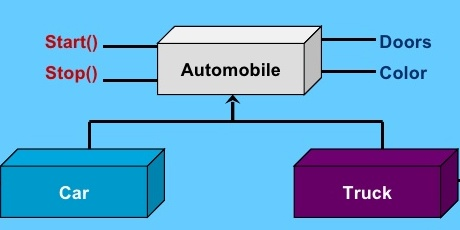 Start()
Doors
Automobile
Stop()
Color
Car
Truck